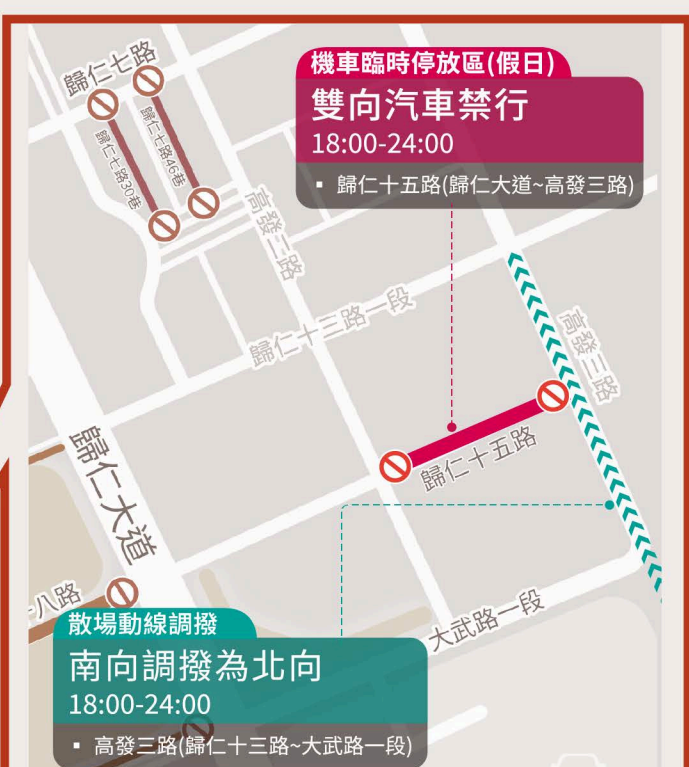 歸仁七路
機車臨時停放區(假日)
雙向汽車禁行
18:00-24:00
▪ 歸仁十五路(歸仁大道~高發三路)
歸仁七路30巷
歸仁七路46巷
高發二路
歸仁十三路一段
高發三路
歸仁十五路
歸仁大道
十八路
大武路一段
散場動線調撥
南向調撥為北向
18:00-24:00
▪ 高發三路(歸仁十三路~大武路一段)